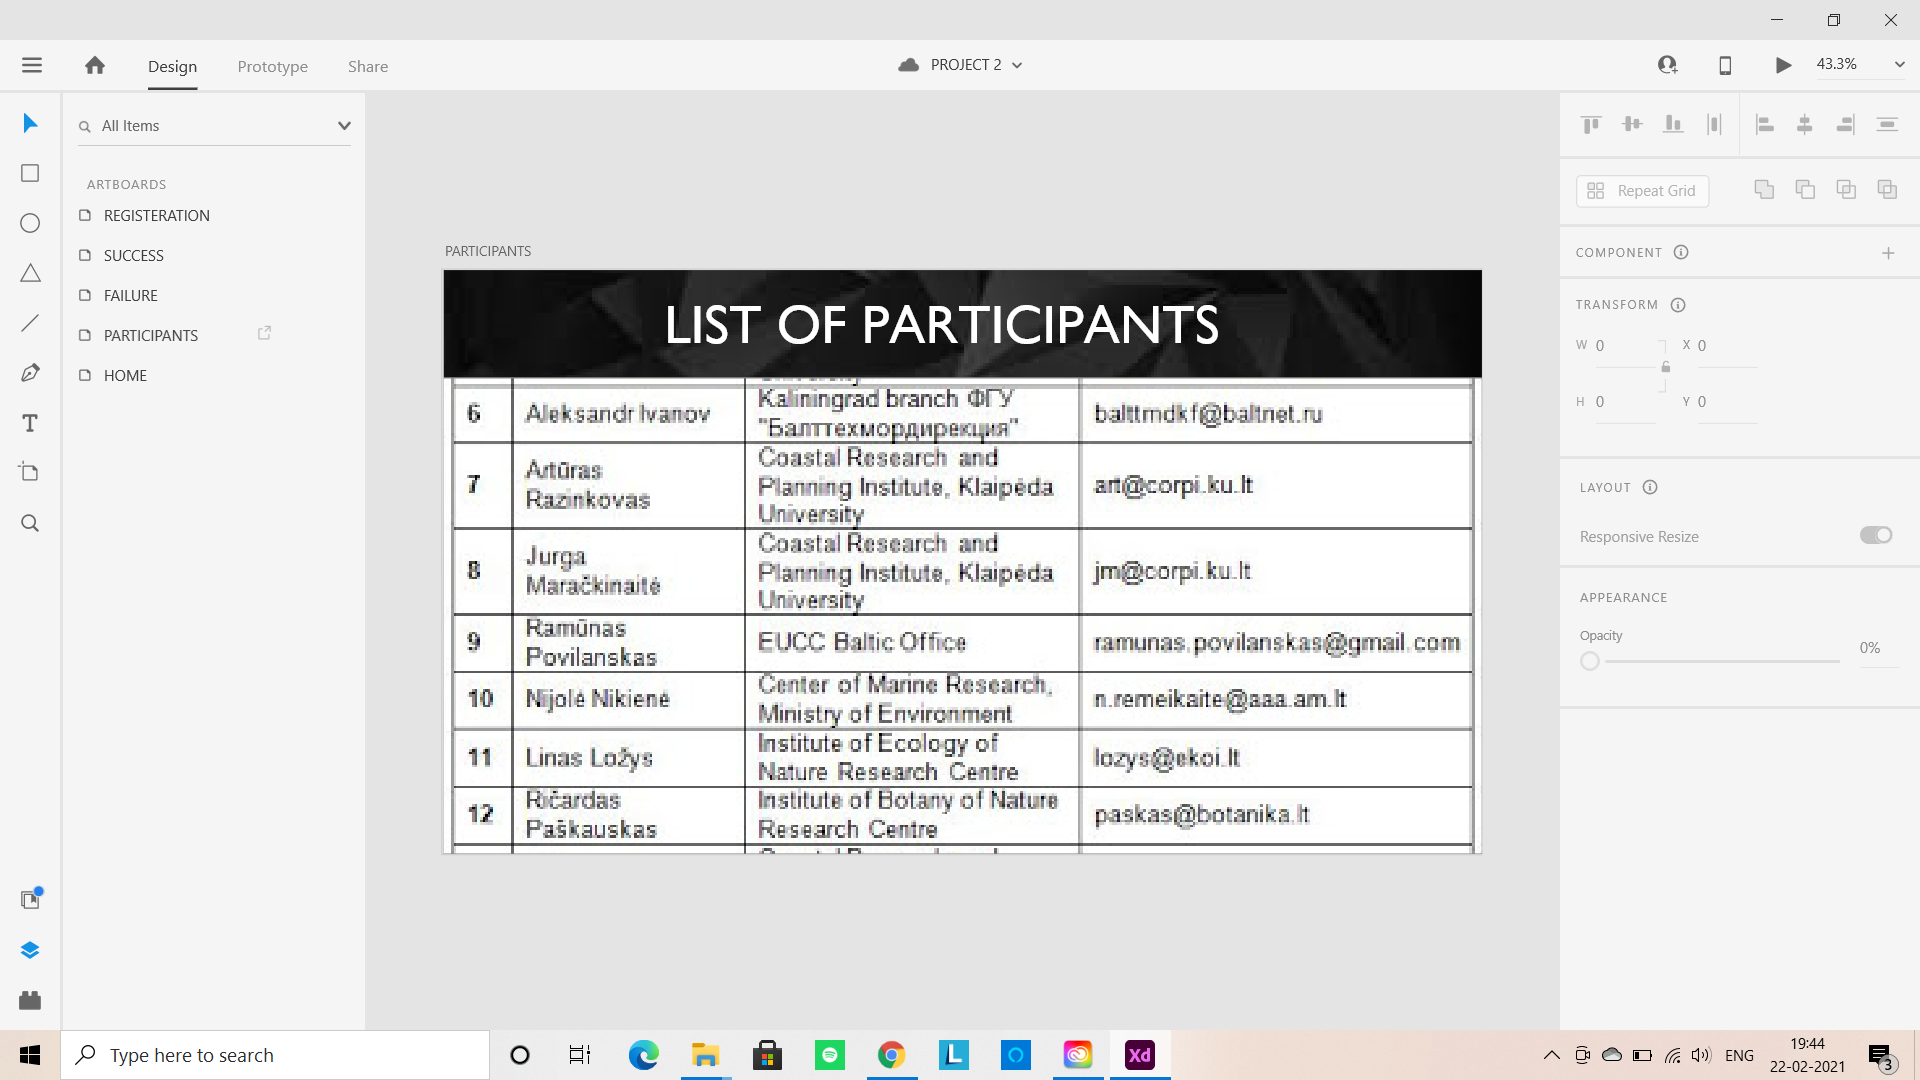 Design
Prototype
Share
PROJECT 2
43.3%
All Items
ARTBOARDS
REGISTERATION
SUCCESS
FAILURE
PARTICIPANTS
HOME
PARTICIPANTS
LIST OF PARTICIPANTS
6
Aleksandr Ivanov
Kaliningrad branch ФГУ
"Балттехмордирекция"
balttmdkf@baltnet.ru
7
Artūras
Razinkovas
Coastal Research and
Planning Institute, Klaipėda
University
art@corpi.ku.lt
8
Jurga
Maračkinaitė
Coastal Research and
Planning Institute, Klaipėda
University
jm@corpi.ku.lt
9
Ramūnas
Povilanskas
EUCC Baltic Office
ramunas.povilanskas@gmail.com
10
Nijolė Nikienė
Center of Marine Research,
Ministry of Environment
n.remeikaite@aaa.am.lt
11
Linas Ložys
Institute of Ecology of
Nature Research Centre
lozys@ekoi.lt
12
Ričardas
Paškauskas
Institute of Botany of Nature
Research Centre
paskas@botanika.lt
Repeat Grid
COMPONENT
TRANSFORM
W 0
X 0
H 0
Y 0
LAYOUT
Responsive Resize
APPEARANCE
Opacity
0%
Type here to search
L
Xd
ENG
19:44
22-02-2021
3